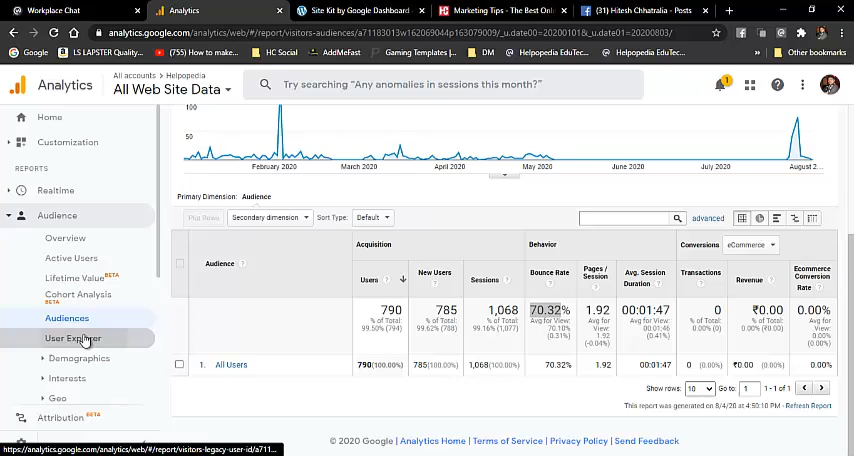 Workplace Chat
Analytics
Site Kit by Google Dashboard
Marketing Tips - The Best Onl
(31) Hitesh Chhatralia - Posts
analytics.google.com/analytics/web/#/report/visitors-audiences/a71183013w162069044p163079009/_u.date00=20200101&_u.date01=20200803/
Google
LS LAPSTER LEGIT S...
(755) How to make...
HC Social
AddMeFast
Gaming Templates |...
DM
Helpopedia EduTec...
Helpopedia EduTec...
Other bookmarks
Analytics
All accounts > Helpopedia
All Web Site Data
Try searching "Any anomalies in sessions this month?"
1
Home
Customization
REPORTS
Realtime
Audience
Overview
Active Users
Lifetime Value BETA
Cohort Analysis
BETA
Audiences
User Explorer
Demographics
Interests
Geo
Attribution BETA
100
50
February 2020
March 2020
April 2020
May 2020
June 2020
July 2020
August 2...
Primary Dimension: Audience
Plot Rows
Secondary dimension
Sort Type:
Default
advanced
Audience
Acquisition
Behavior
Conversions
eCommerce
Users
New Users
Sessions
Bounce Rate
Pages / Session
Avg. Session Duration
Transactions
Revenue
Ecommerce Conversion Rate
790
% of Total: 99.50% (794)
785
% of Total: 99.62% (788)
1,068
% of Total: 99.16% (1,077)
70.32%
Avg for View: 70.10% (0.31%)
1.92
Avg for View: 1.92 (-0.04%)
00:01:47
Avg for View: 00:01:46 (0.41%)
0
% of Total: 0.00% (0)
₹0.00
% of Total: 0.00% (₹0.00)
0.00%
Avg for View: 0.00% (0.00%)
1.
All Users
790(100.00%)
785(100.00%)
1,068(100.00%)
70.32%
1.92
00:01:47
0 (0.00%)
₹0.00 (0.00%)
0.00%
Show rows: 10
Go to: 1
1 - 1 of 1
This report was generated on 8/4/20 at 4:50:10 PM - Refresh Report
© 2020 Google | Analytics Home | Terms of Service | Privacy Policy | Send Feedback
https://analytics.google.com/analytics/web/#/report/visitors-legacy-user-id/a711...